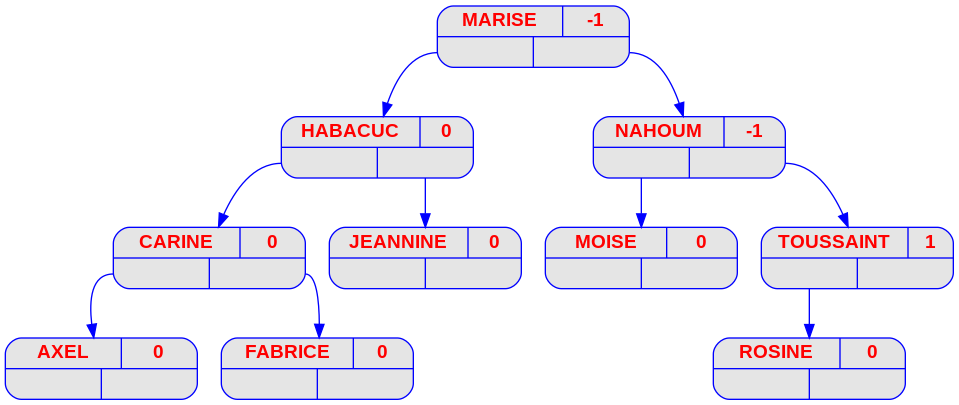 MARISE -1
HABACUC 0
NAHOUM -1
CARINE 0
JEANNINE 0
MOISE 0
TOUSSAINT 1
AXEL 0
FABRICE 0
ROSINE 0